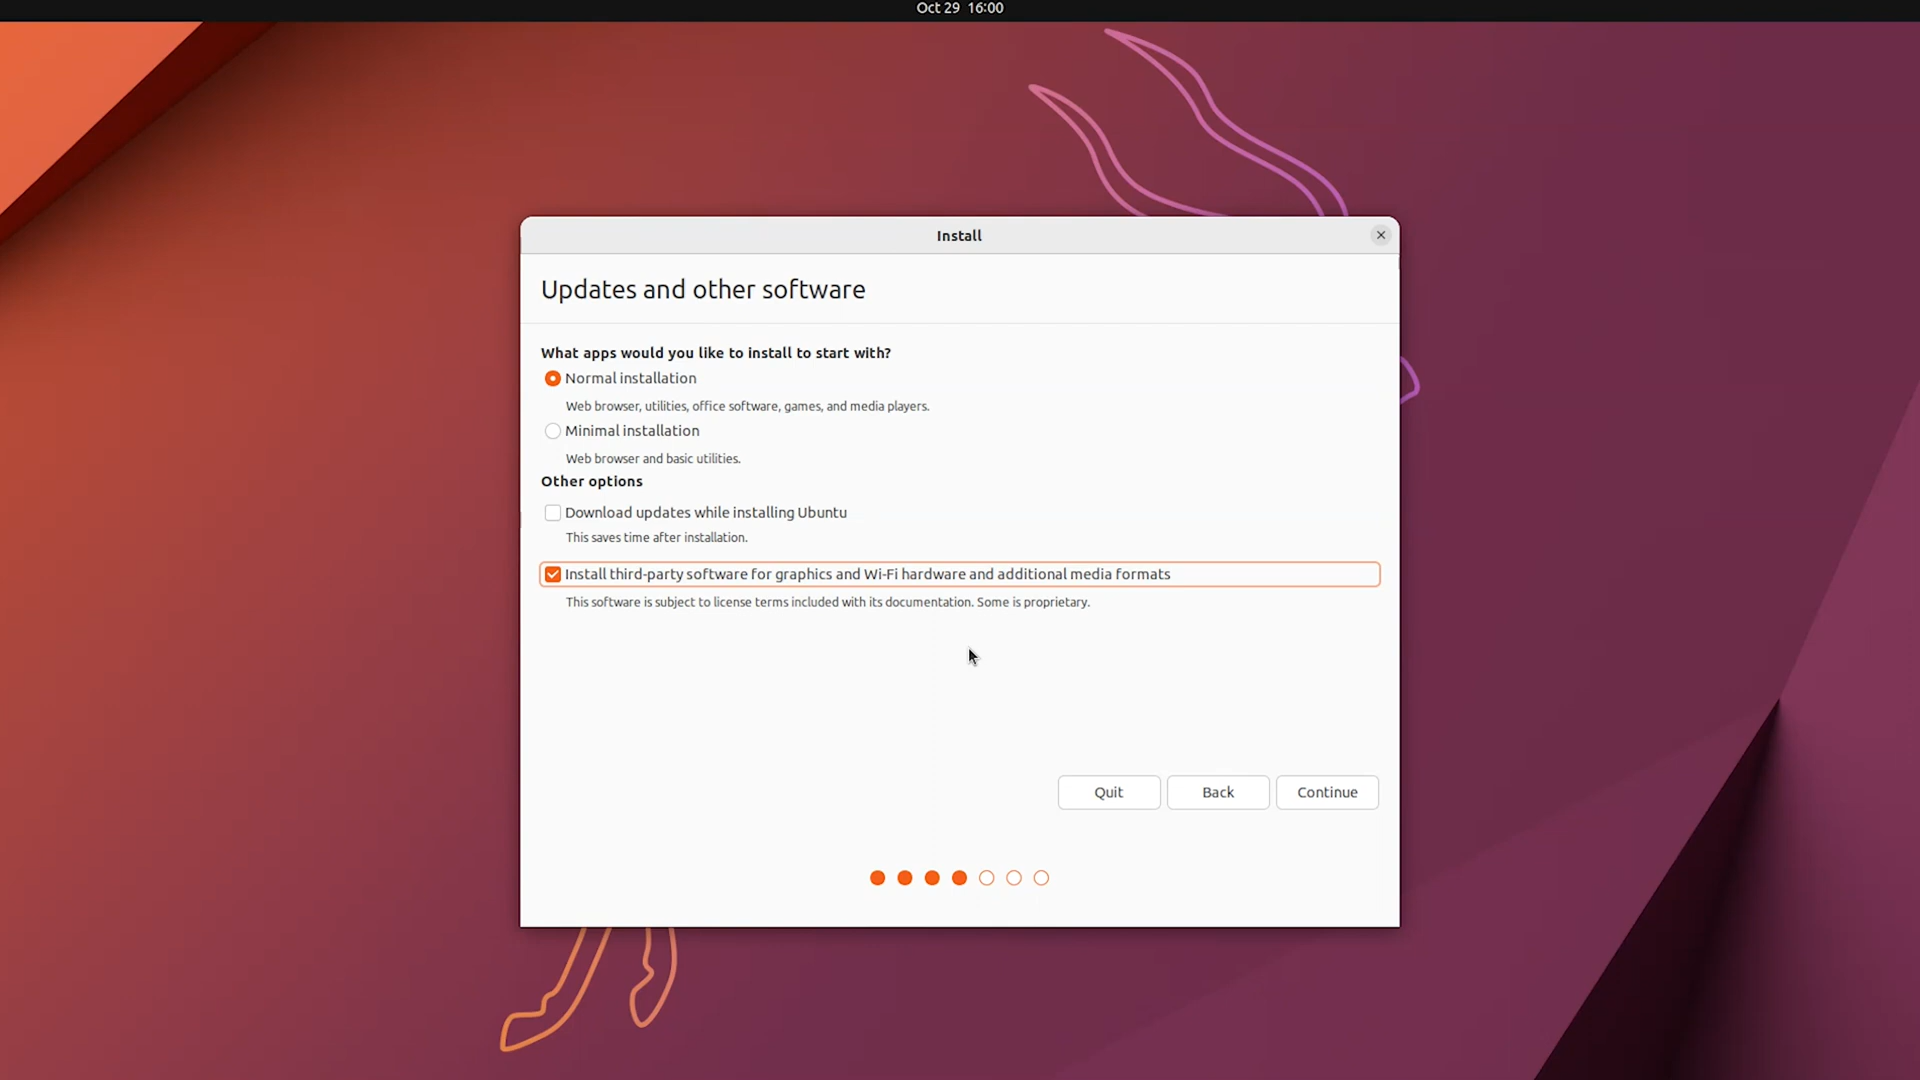 Oct 29 16:00
Install
Updates and other software
What apps would you like to install to start with?
Normal installation
Web browser, utilities, office software, games, and media players.
Minimal installation
Web browser and basic utilities.
Other options
Download updates while installing Ubuntu
This saves time after installation.
Install third-party software for graphics and Wi-Fi hardware and additional media formats
This software is subject to license terms included with its documentation. Some is proprietary.
Quit Back Continue